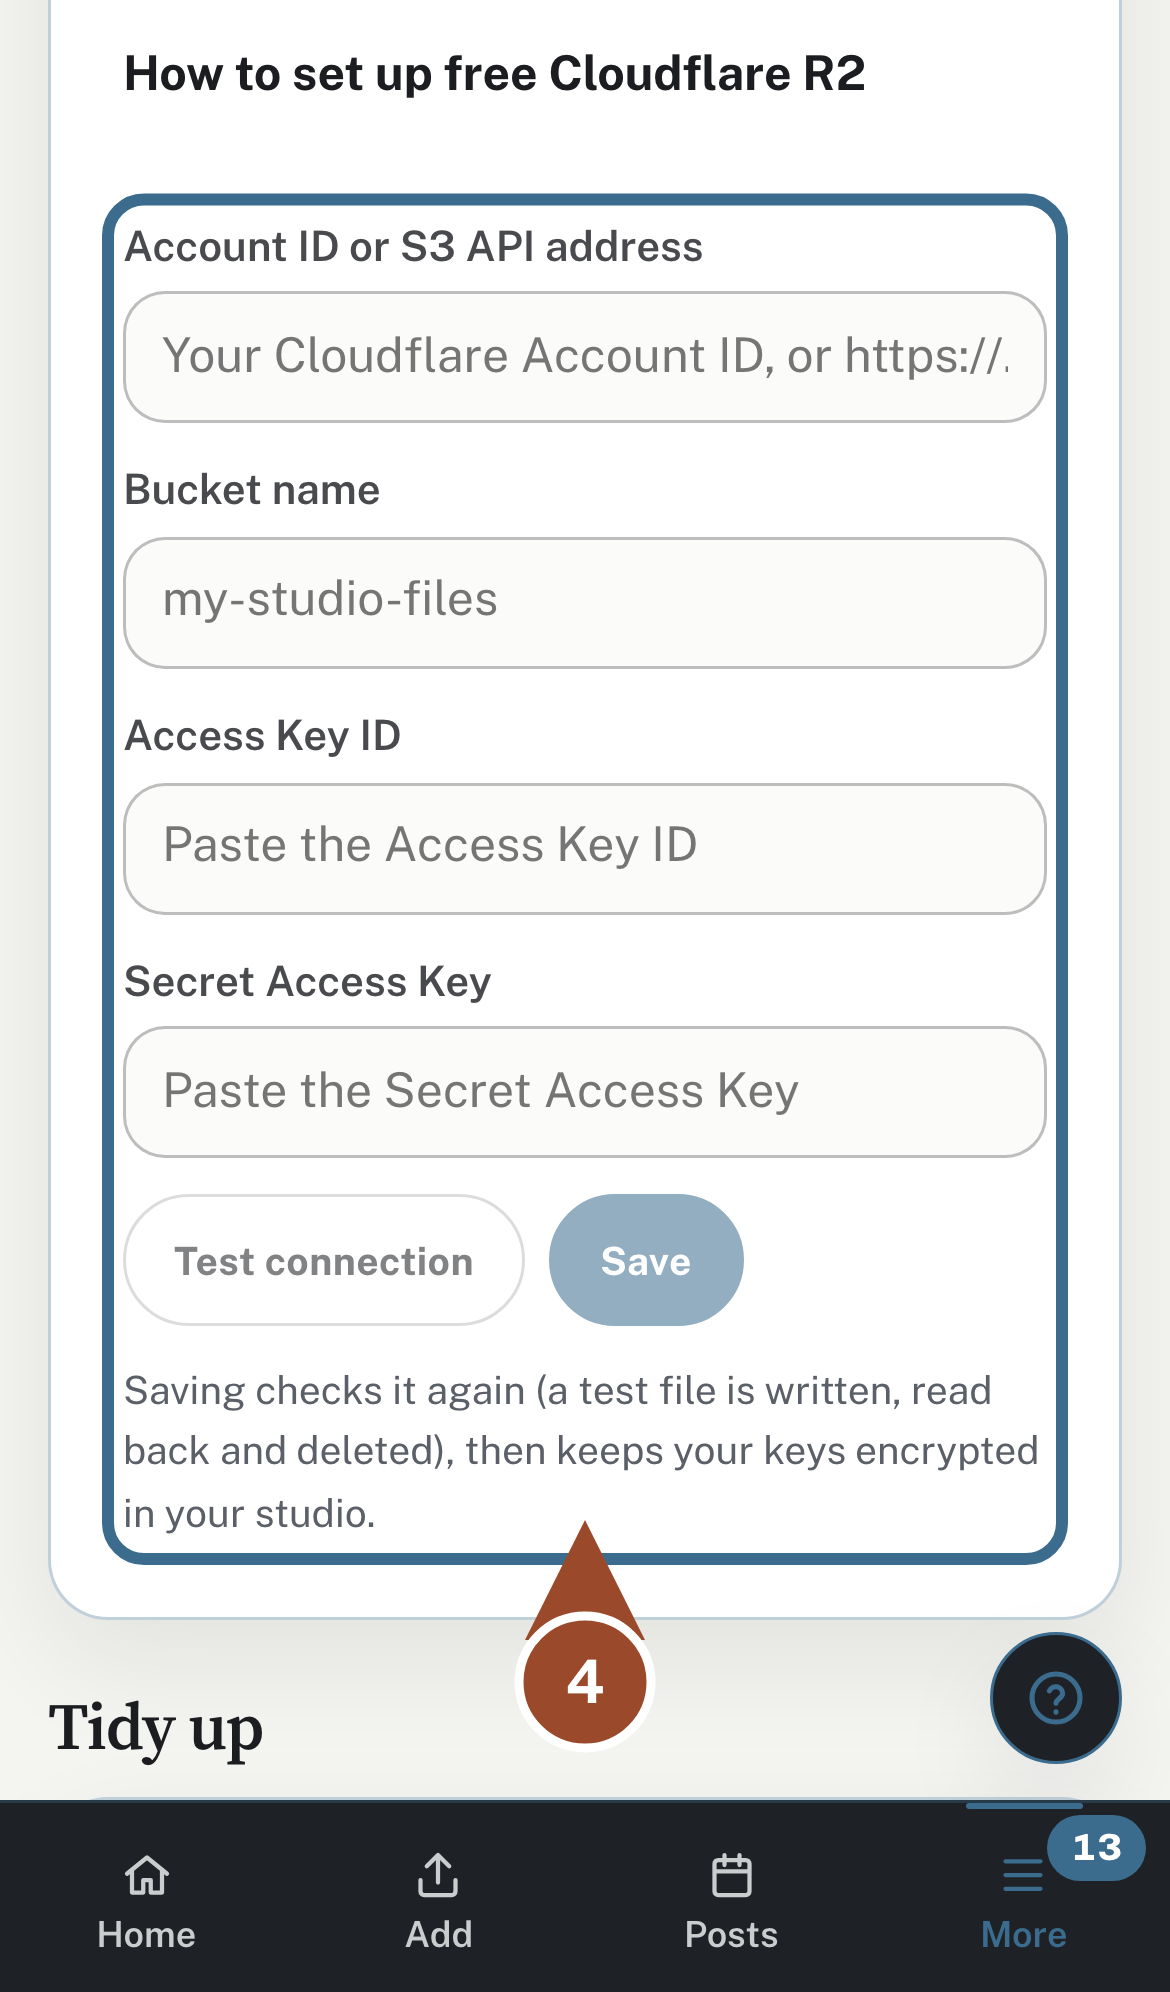 How to set up free Cloudflare R2
Account ID or S3 API address
Your Cloudflare Account ID, or https://.
Bucket name
my-studio-files
Access Key ID
Paste the Access Key ID
Secret Access Key
Paste the Secret Access Key
Test connection
Save
Saving checks it again (a test file is written, read
back and deleted), then keeps your keys encrypted
in your studio.
4
Tidy up
13
Home
Add
Posts
More